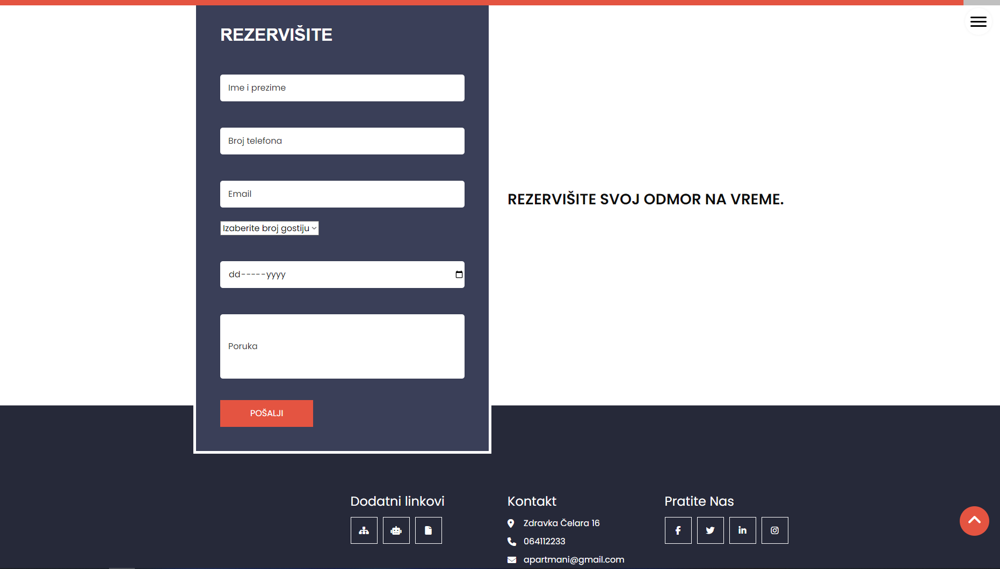 REZERVIŠITE
Ime i prezime
Broj telefona
Email
REZERVIŠITE SVOJ ODMOR NA VREME.
Izaberite broj gostiju
dd-----yyyy
Poruka
POŠALJI
Dodatni linkovi
Kontakt
Zdravka Čelara 16
064112233
apartmani@gmail.com
Pratite Nas